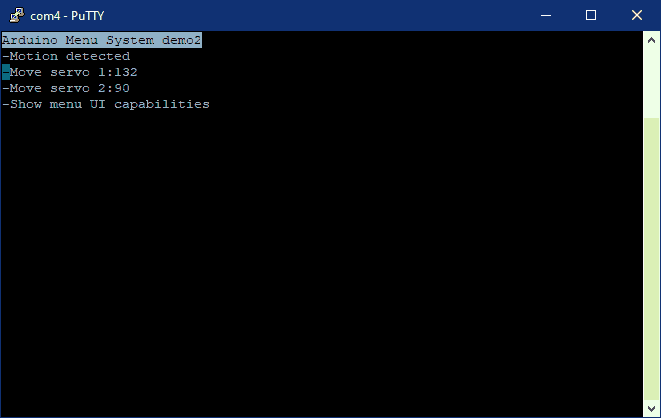 com4 - PuTTY
Arduino Menu System demo2
-Motion detected
-Move servo 1:132
-Move servo 2:90
-Show menu UI capabilities